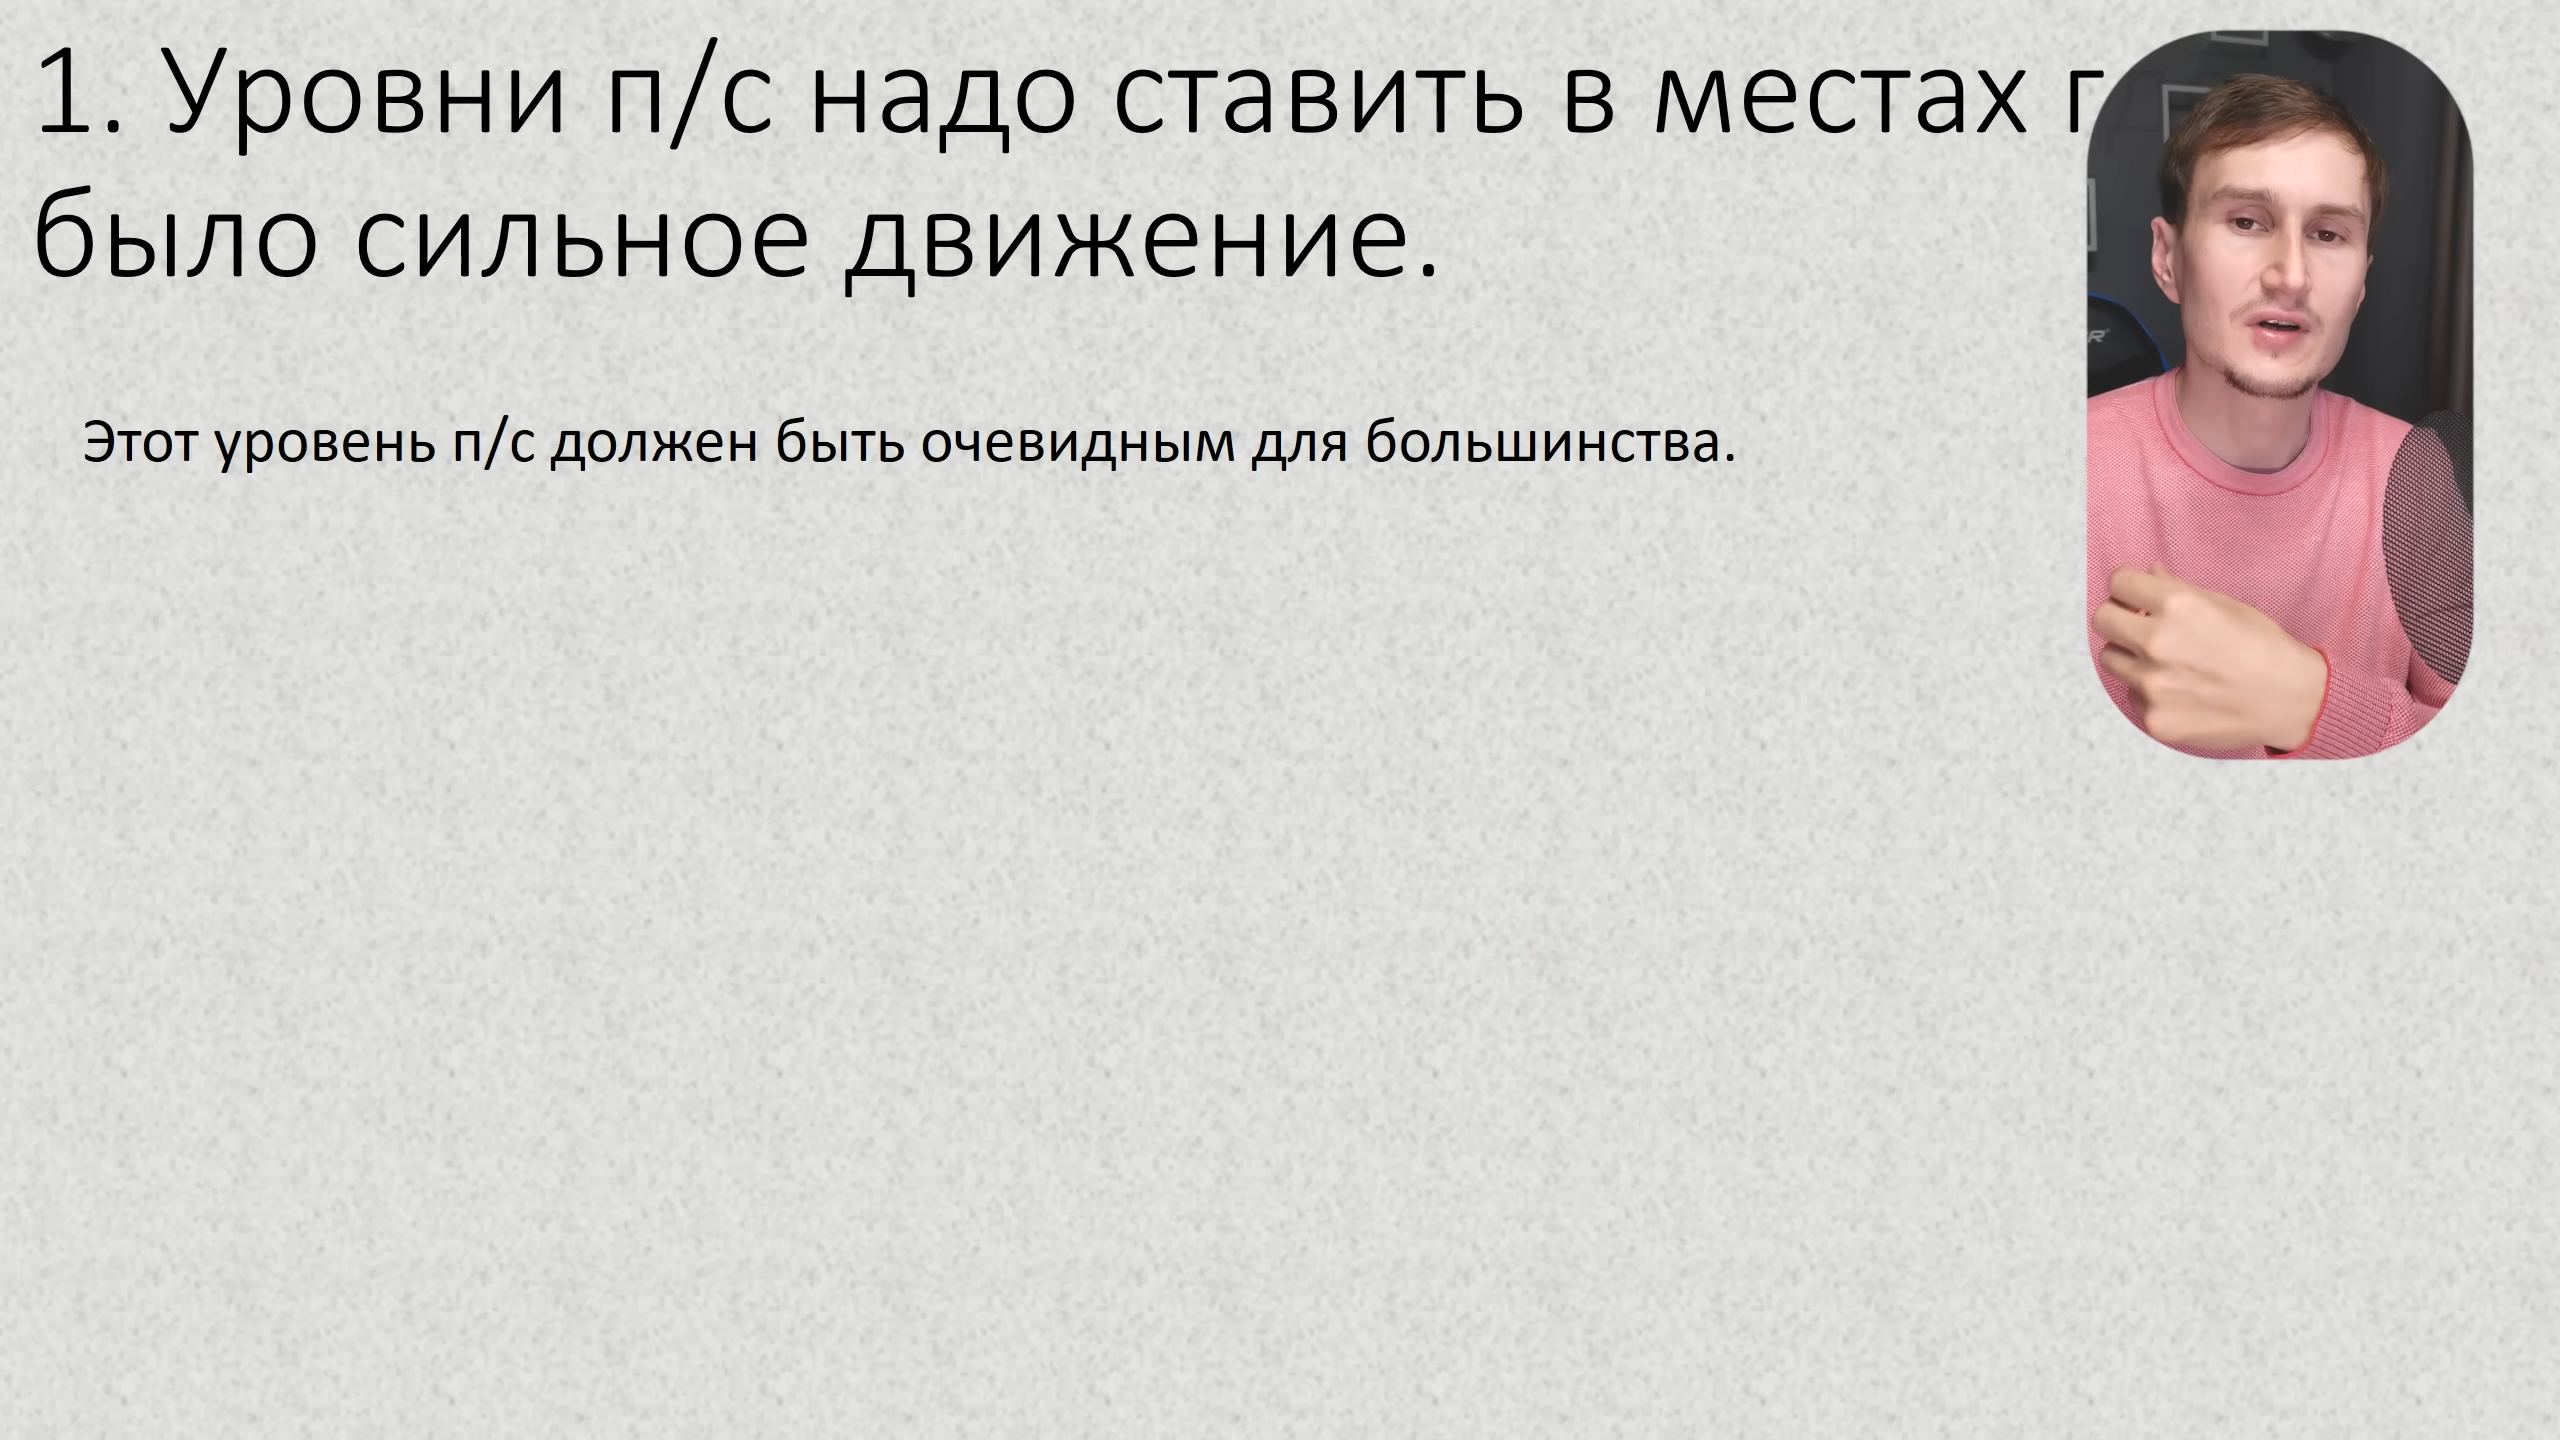 1. Уровни п/с надо ставить в местах
было сильное движение.
Этот уровень п/с должен быть очевидным для большинства.